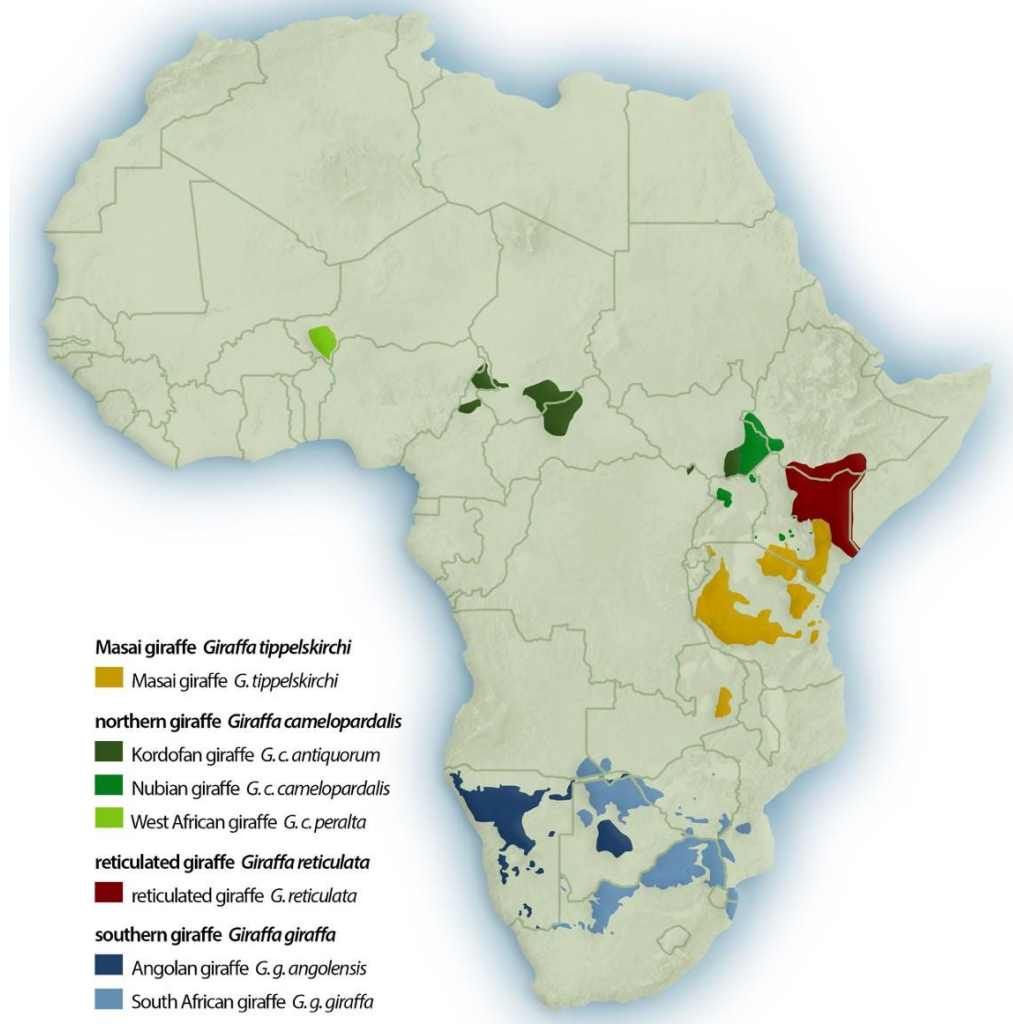 Masai giraffe Giraffa tippelskirchi
Masai giraffe G. tippelskirchi
northern giraffe Giraffa camelopardalis
Kordofan giraffe G. c. antiquorum
Nubian giraffe G. c. camelopardalis
West African giraffe G. c. peralta
reticulated giraffe Giraffa reticulata
reticulated giraffe G. reticulata
southern giraffe Giraffa giraffa
Angolan giraffe G. g. angolensis
South African giraffe G. g. giraffa